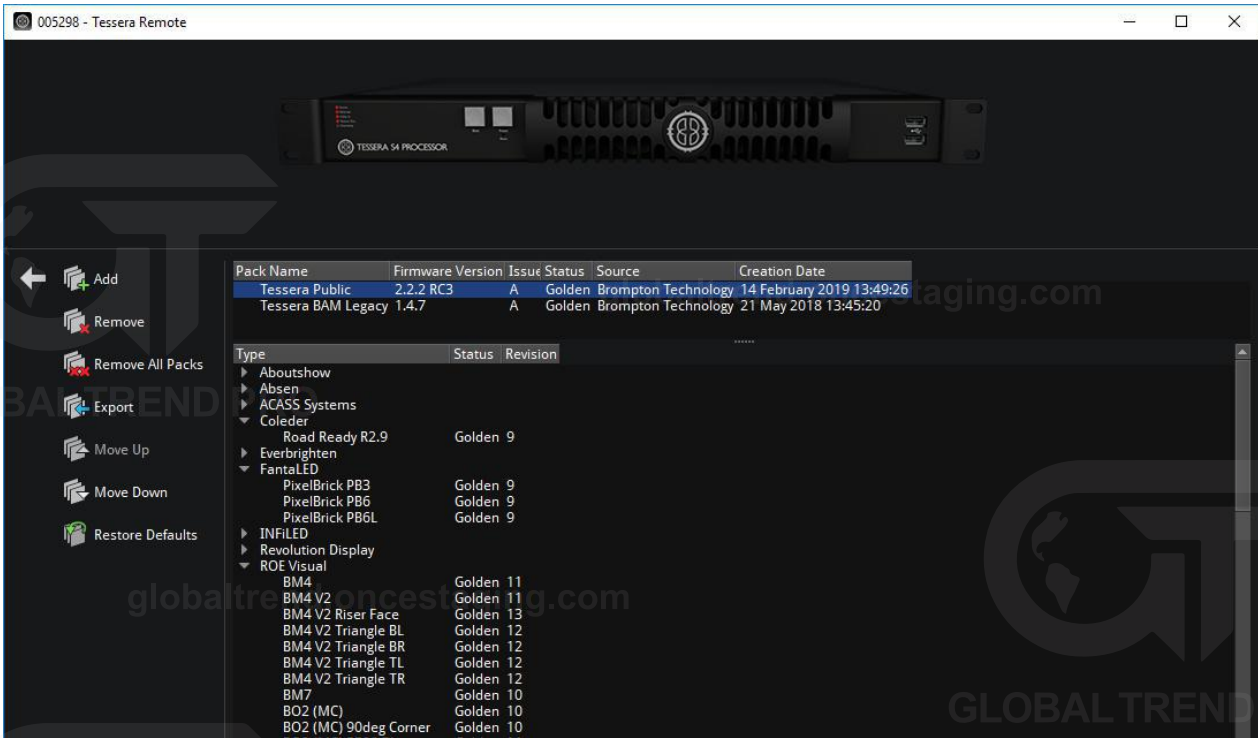 005298 - Tessera Remote
TESSERA S4 PROCESSOR
Add
Remove
Remove All Packs
Export
Move Up
Move Down
Restore Defaults
Pack Name Firmware Version Issue Status Source Creation Date
Tessera Public 2.2.2 RC3 A Golden Brompton Technology 14 February 2019 13:49:26
Tessera BAM Legacy 1.4.7 A Golden Brompton Technology 21 May 2018 13:45:20
Type Status Revision
Aboutshow
Absen
ACASS Systems
Coleder
Road Ready R2.9 Golden 9
Everbrighten
FantaLED
PixelBrick PB3 Golden 9
PixelBrick PB6 Golden 9
PixelBrick PB6L Golden 9
INFiLED
Revolution Display
ROE Visual
BM4 Golden 11
BM4 V2 Golden 11
BM4 V2 Riser Face Golden 13
BM4 V2 Triangle BL Golden 12
BM4 V2 Triangle BR Golden 12
BM4 V2 Triangle TL Golden 12
BM4 V2 Triangle TR Golden 12
BM7 Golden 10
BO2 (MC) Golden 10
BO2 (MC) 90deg Corner Golden 10
GLOBAL TREND